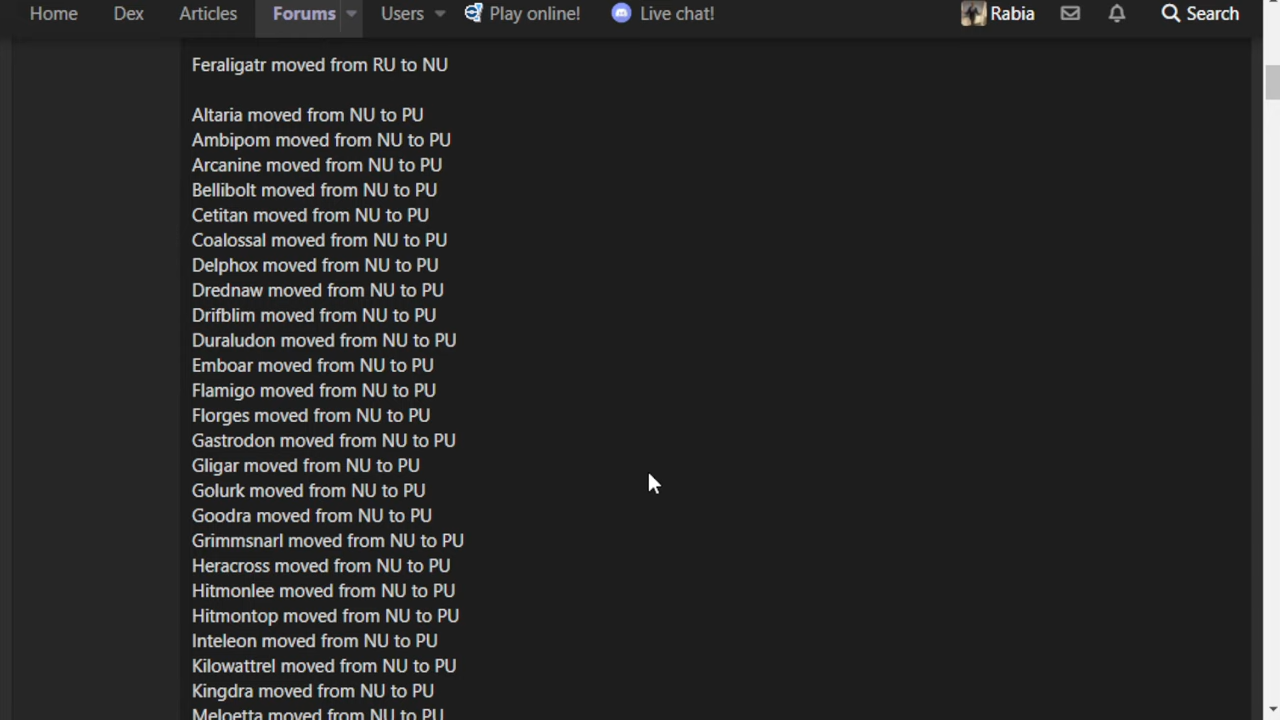 Home Dex Articles Forums Users Play online! Live chat! Rabia Search
Feraligatr moved from RU to NU
Altaria moved from NU to PU
Ambipom moved from NU to PU
Arcanine moved from NU to PU
Bellibolt moved from NU to PU
Cetitan moved from NU to PU
Coalossal moved from NU to PU
Delphox moved from NU to PU
Drednaw moved from NU to PU
Drifblim moved from NU to PU
Duraludon moved from NU to PU
Emboar moved from NU to PU
Flamigo moved from NU to PU
Florges moved from NU to PU
Gastrodon moved from NU to PU
Gligar moved from NU to PU
Golurk moved from NU to PU
Goodra moved from NU to PU
Grimmsnarl moved from NU to PU
Heracross moved from NU to PU
Hitmonlee moved from NU to PU
Hitmontop moved from NU to PU
Inteleon moved from NU to PU
Kilowattrel moved from NU to PU
Kingdra moved from NU to PU
Meloetta moved from NU to PU